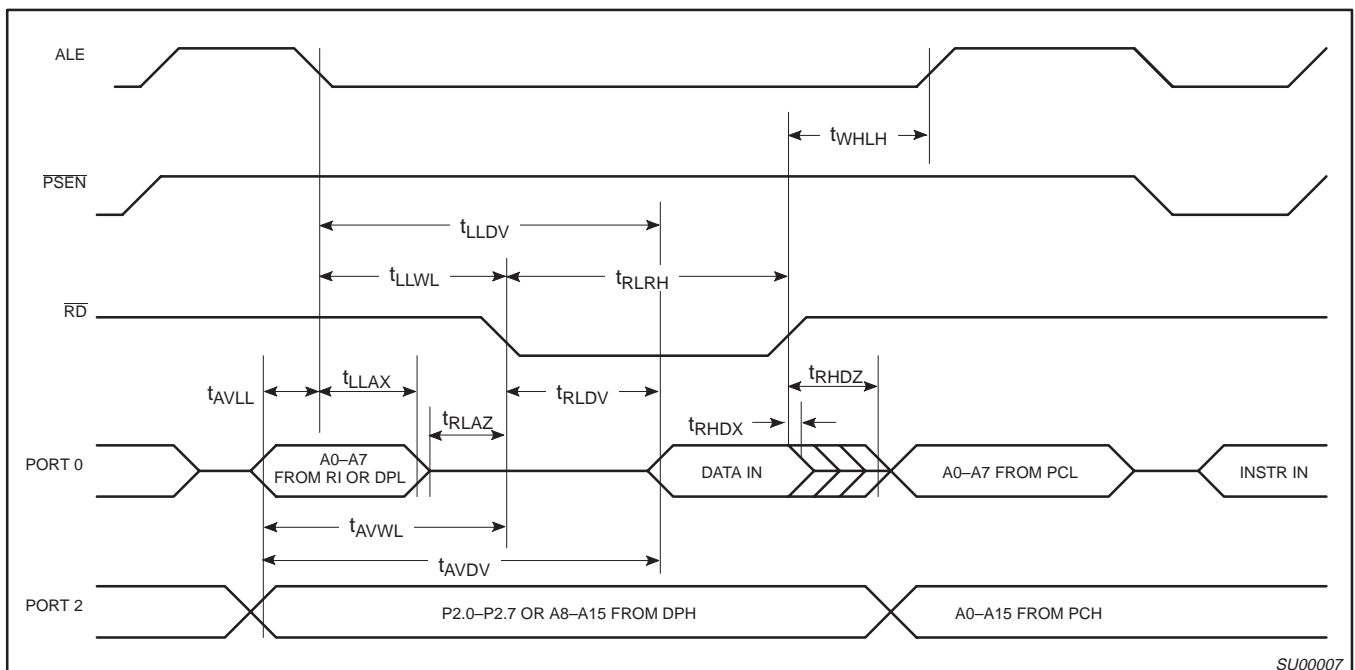 ALE
tWHLH
PSEN
tLLDV
tLLWL
tRLRH
RD
tAVLL
tLLAX
tRLDV
tRHDZ
tRLAZ
tRHDX
PORT 0
A0–A7
FROM RI OR DPL
DATA IN
A0–A7 FROM PCL
INSTR IN
tAVWL
tAVDV
PORT 2
P2.0–P2.7 OR A8–A15 FROM DPH
A0–A15 FROM PCH
SU00007